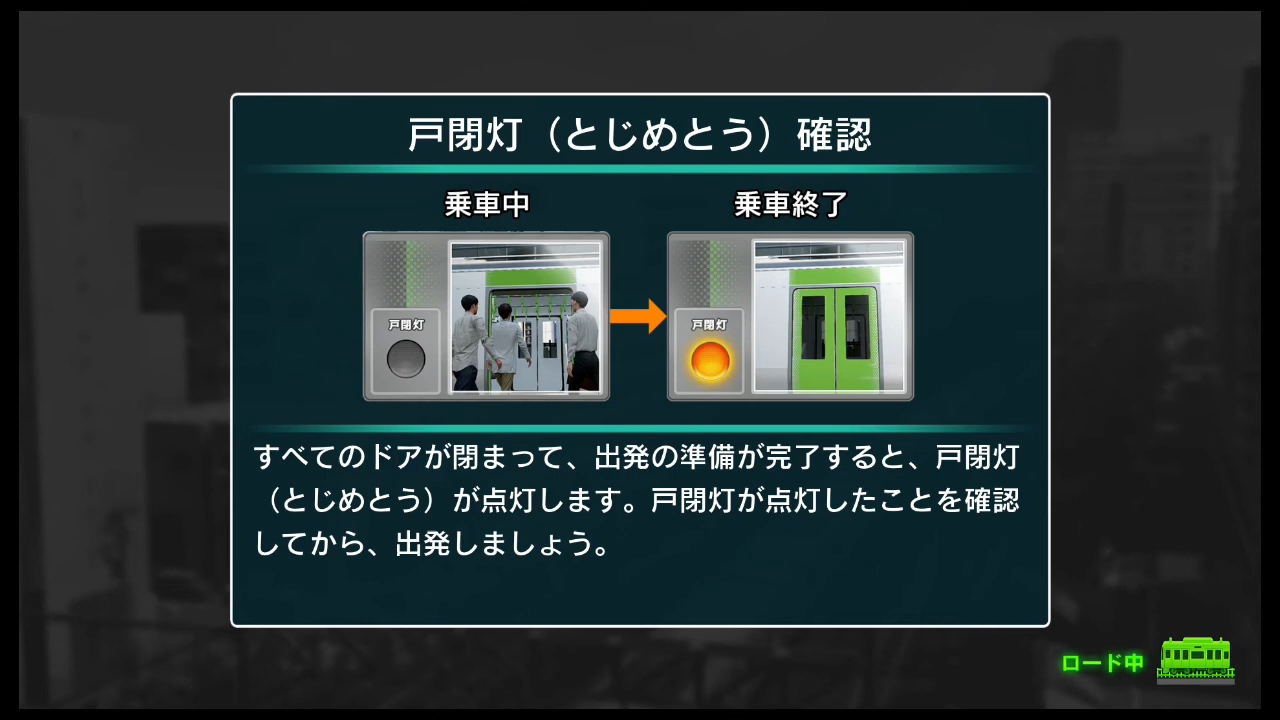 戸閉灯（とじめとう）確認
乗車中
乗車終了
戸閉灯
戸閉灯
すべてのドアが閉まって、出発の準備が完了すると、戸閉灯
（とじめとう）が点灯します。戸閉灯が点灯したことを確認
してから、出発しましょう。
ロード中